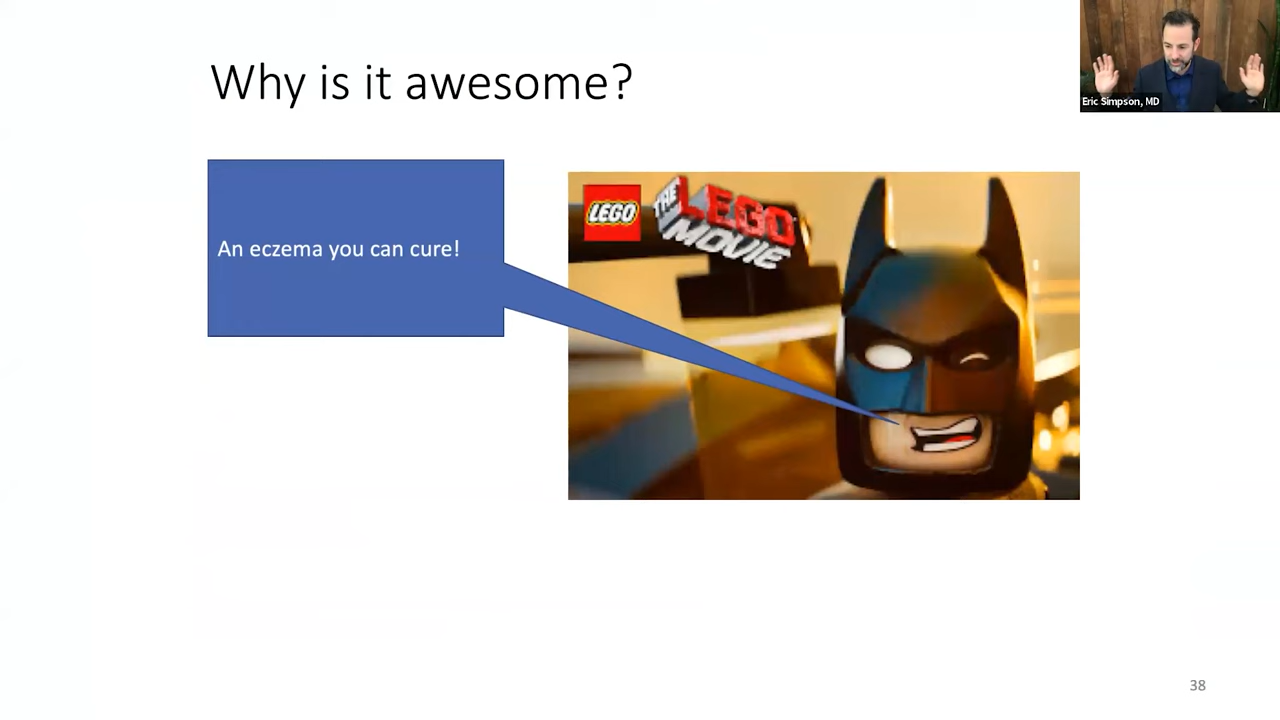 Why is it awesome?
Eric Simpson, MD
An eczema you can cure!
LEGO
THE
LEGO
MOVIE
38